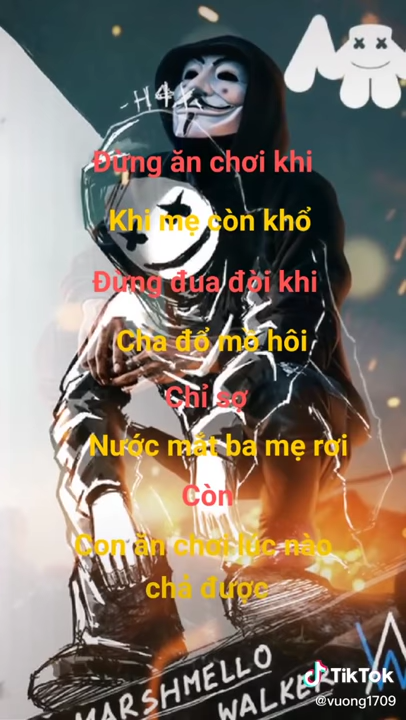 -H4X-
Đừng ăn chơi khi
Khi mẹ còn khổ
Đừng đua đòi khi
Cha đổ mồ hôi
Chỉ sợ
Nước mắt ba mẹ rơi
Còn
Con ăn chơi lúc nào
chả được
MARSHMELLO
WALKER
TikTok
@vuong1709